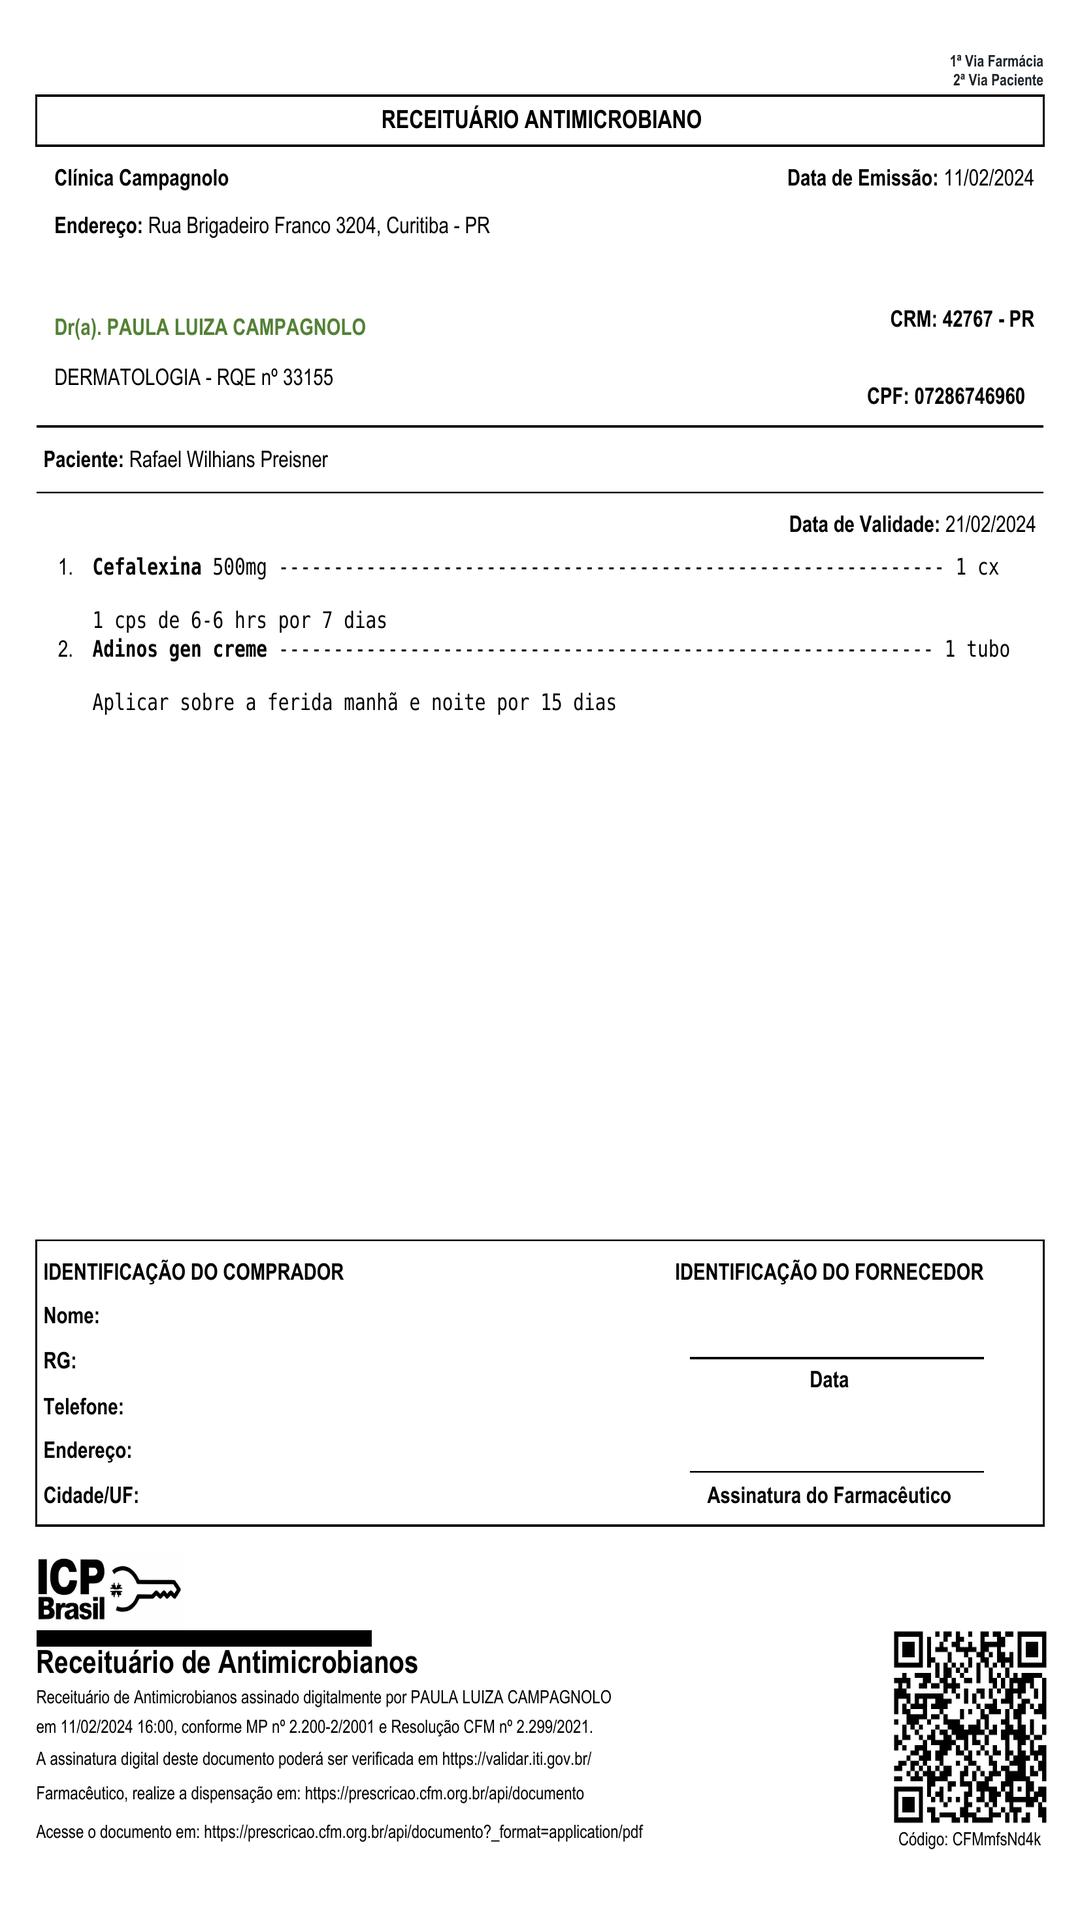 1ª Via Farmácia
2ª Via Paciente
RECEITUÁRIO ANTIMICROBIANO
Clínica Campagnolo
Data de Emissão: 11/02/2024
Endereço: Rua Brigadeiro Franco 3204, Curitiba - PR
Dr(a). PAULA LUIZA CAMPAGNOLO
CRM: 42767 - PR
DERMATOLOGIA - RQE nº 33155
CPF: 07286746960
Paciente: Rafael Wilhians Preisner
Data de Validade: 21/02/2024
1. Cefalexina 500mg ------------------------------------------------------------- 1 cx
1 cps de 6-6 hrs por 7 dias
2. Adinos gen creme ------------------------------------------------------------ 1 tubo
Aplicar sobre a ferida manhã e noite por 15 dias
IDENTIFICAÇÃO DO COMPRADOR
IDENTIFICAÇÃO DO FORNECEDOR
Nome:
RG:
Data
Telefone:
Endereço:
Cidade/UF:
Assinatura do Farmacêutico
ICP
Brasil
Receituário de Antimicrobianos
Receituário de Antimicrobianos assinado digitalmente por PAULA LUIZA CAMPAGNOLO
em 11/02/2024 16:00, conforme MP nº 2.200-2/2001 e Resolução CFM nº 2.299/2021.
A assinatura digital deste documento poderá ser verificada em https://validar.iti.gov.br/
Farmacêutico, realize a dispensação em: https://prescricao.cfm.org.br/api/documento
Acesse o documento em: https://prescricao.cfm.org.br/api/documento?_format=application/pdf
Código: CFMmfsNd4k